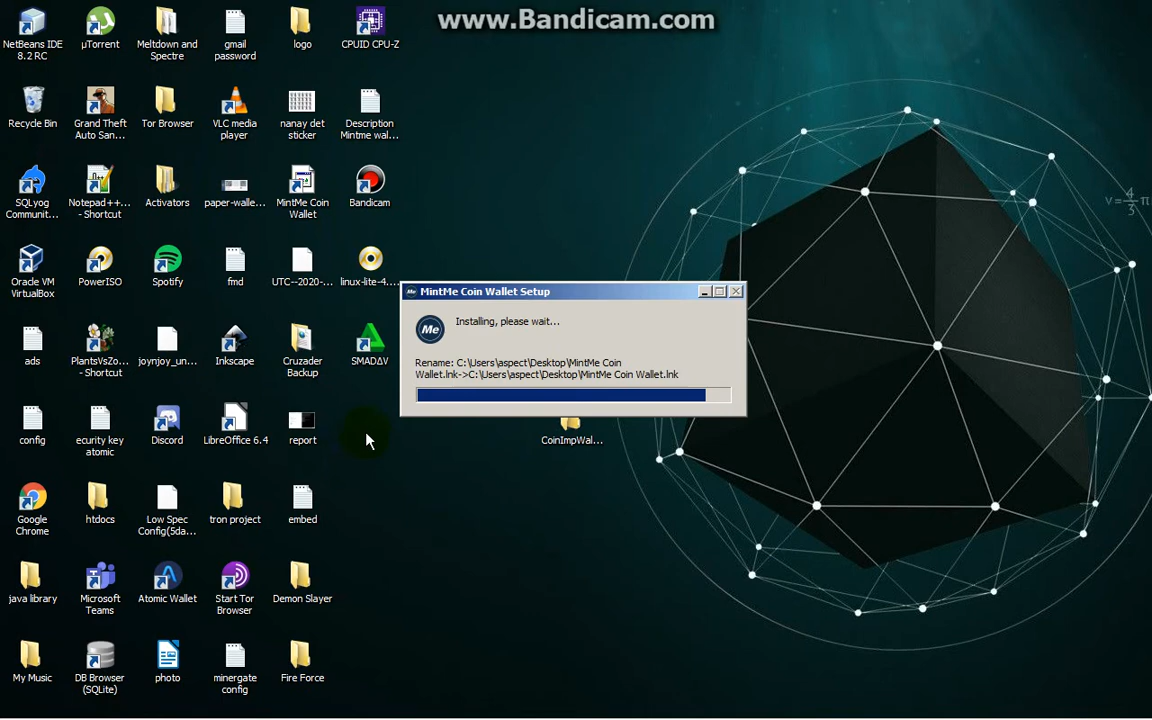 www.Bandicam.com
NetBeans IDE
8.2 RC
µTorrent
Meltdown and
Spectre
gmail
password
logo
CPUID CPU-Z
Recycle Bin
Grand Theft
Auto San...
Tor Browser
VLC media
player
nanay det
sticker
Description
Mintme wal...
SQLyog
Communit...
Notepad++...
- Shortcut
Activators
paper-walle...
MintMe Coin
Wallet
Bandicam
V= 4/3 π
Oracle VM
VirtualBox
PowerISO
Spotify
fmd
UTC--2020-...
linux-lite-4....
MintMe Coin Wallet Setup
Me
Installing, please wait...
Rename: C:\Users\aspect\Desktop\MintMe Coin
Wallet.lnk->C:\Users\aspect\Desktop\MintMe Coin Wallet.lnk
ads
PlantsVsZo...
- Shortcut
joynjoy_un...
Inkscape
Cruzader
Backup
SMADΔV
config
ecurity key
atomic
Discord
LibreOffice 6.4
report
CoinImpWal...
Google
Chrome
htdocs
Low Spec
Config(5da...
tron project
embed
java library
Microsoft
Teams
Atomic Wallet
Start Tor
Browser
Demon Slayer
My Music
DB Browser
(SQLite)
photo
minergate
config
Fire Force